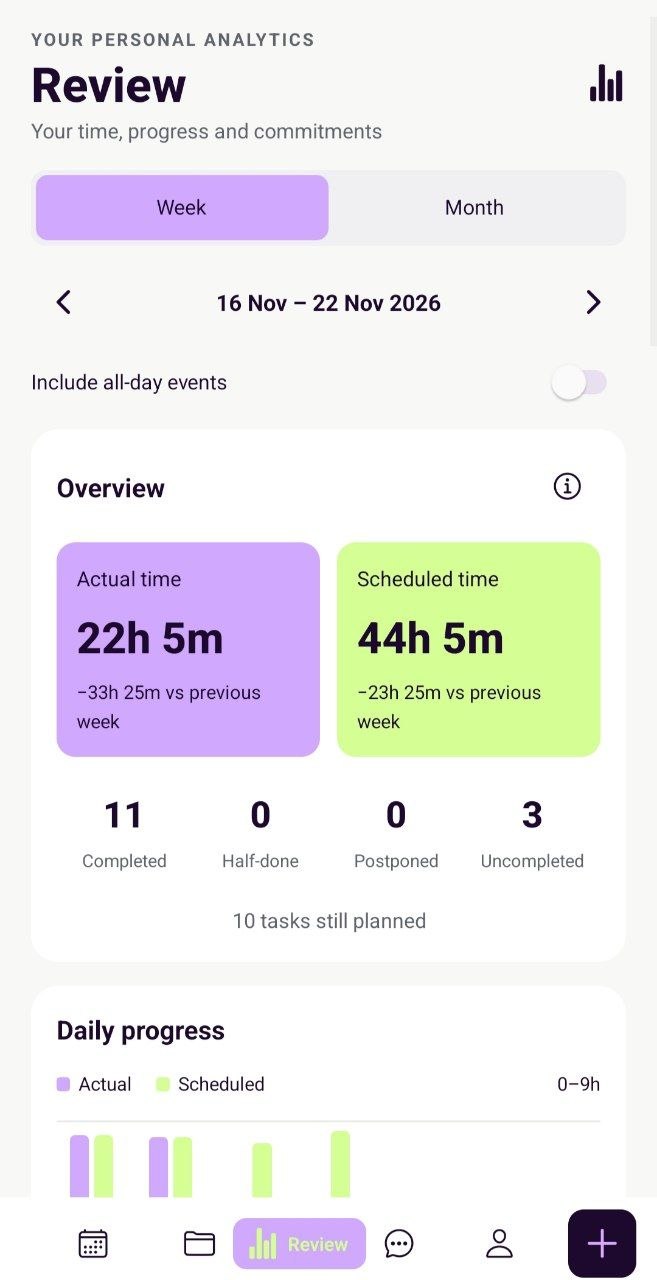 YOUR PERSONAL ANALYTICS
Review
Your time, progress and commitments
Week
Month
16 Nov – 22 Nov 2026
Include all-day events
Overview
Actual time
22h 5m
−33h 25m vs previous
week
Scheduled time
44h 5m
−23h 25m vs previous
week
11
Completed
0
Half-done
0
Postponed
3
Uncompleted
10 tasks still planned
Daily progress
Actual
Scheduled
0–9h
Review